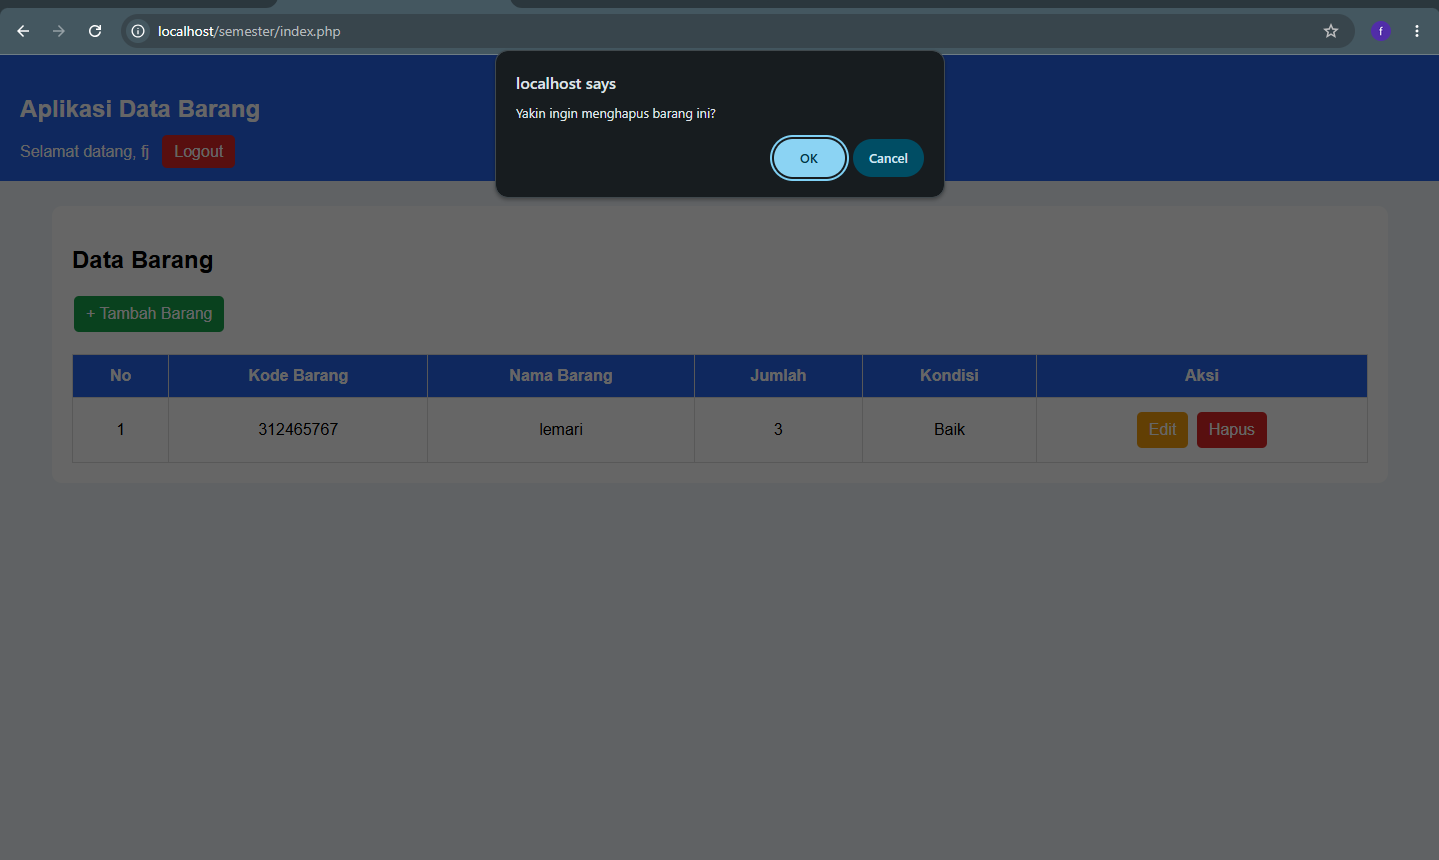 localhost/semester/index.php
f
localhost says
Yakin ingin menghapus barang ini?
OK Cancel
Aplikasi Data Barang
Selamat datang, fj Logout
Data Barang
+ Tambah Barang
No Kode Barang Nama Barang Jumlah Kondisi Aksi
1 312465767 lemari 3 Baik Edit Hapus